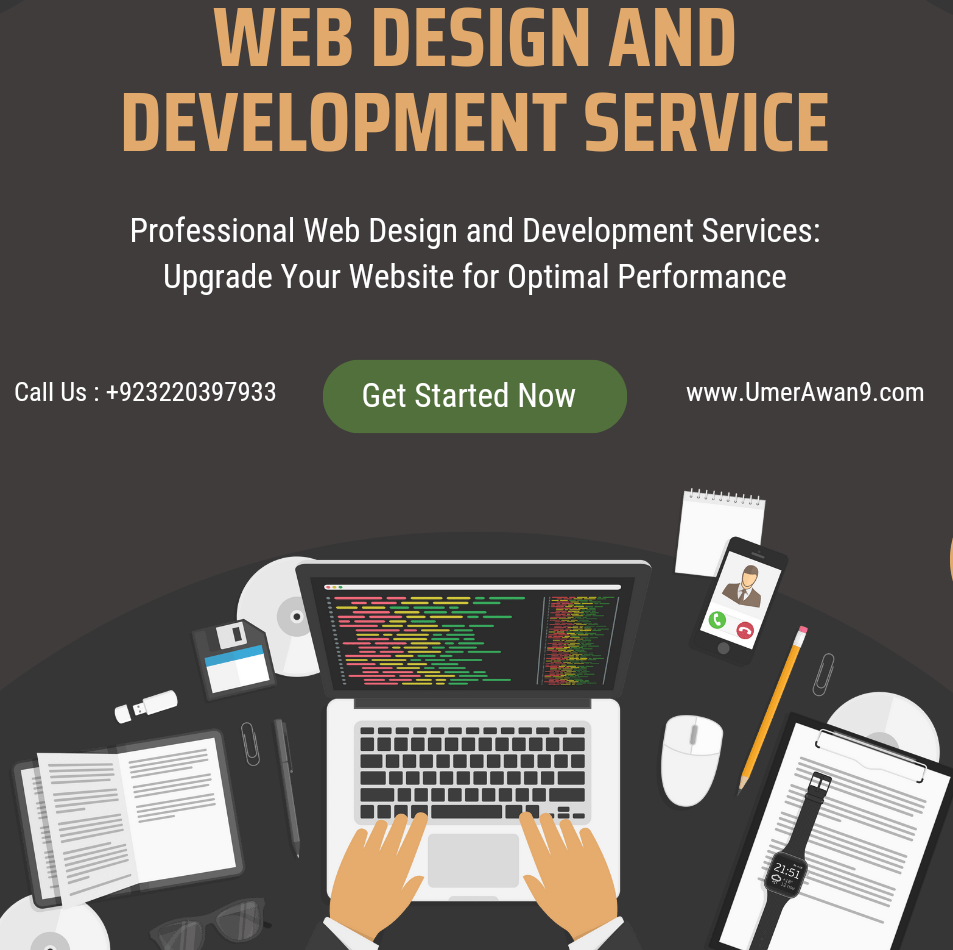 WEB DESIGN AND
DEVELOPMENT SERVICE
Professional Web Design and Development Services:
Upgrade Your Website for Optimal Performance
Call Us : +923220397933
Get Started Now
www.UmerAwan9.com
21:51